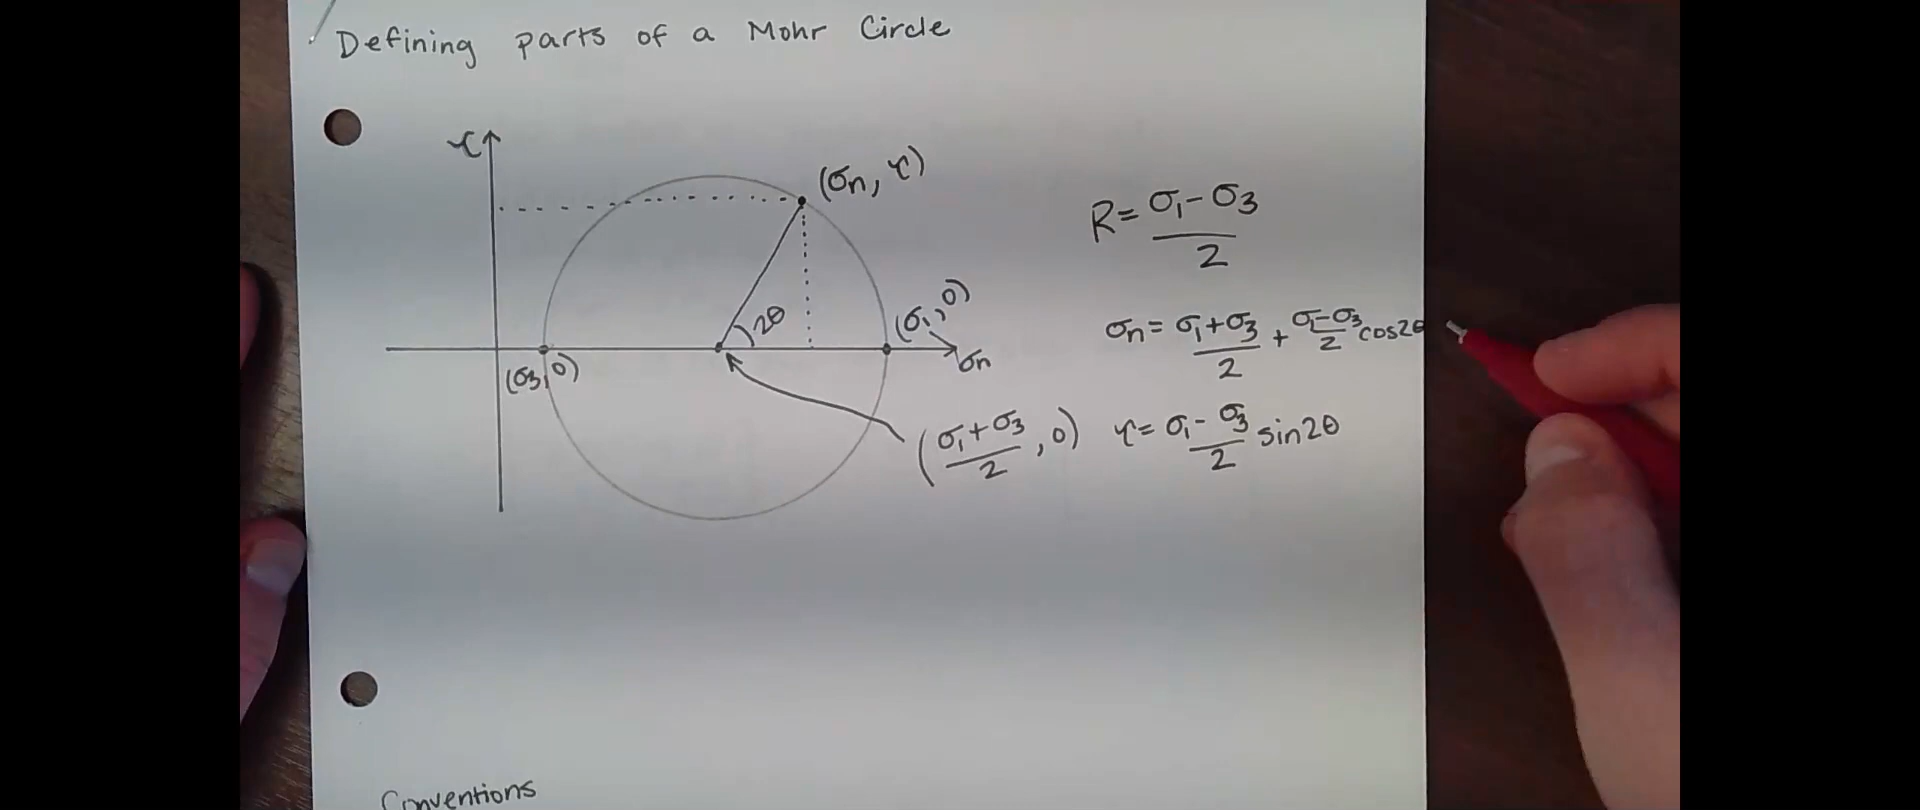 Defining parts of a Mohr Circle
τ
(σn, τ)
R = σ1 - σ3 / 2
2θ
(σ1, 0)
σn = σ1 + σ3 / 2 + σ1 - σ3 / 2 cos2θ
σn
(σ3, 0)
(σ1 + σ3 / 2, 0)
τ = σ1 - σ3 / 2 sin2θ
Conventions